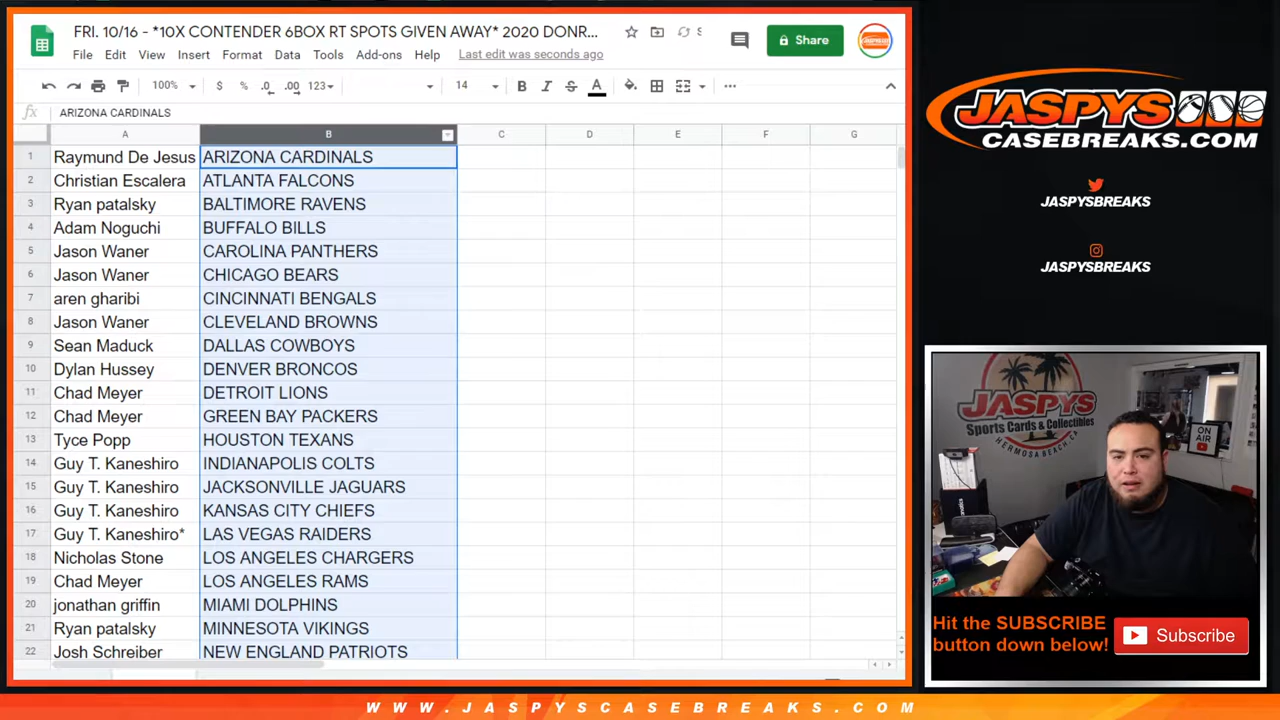 FRI. 10/16 - *10X CONTENDER 6BOX RT SPOTS GIVEN AWAY* 2020 DONR...
File Edit View Insert Format Data Tools Add-ons Help Last edit was seconds ago
Share
100% $ % .0 .00 123 14 B I S A
fx ARIZONA CARDINALS
A B C D E F G
1 Raymund De Jesus ARIZONA CARDINALS
2 Christian Escalera ATLANTA FALCONS
3 Ryan patalsky BALTIMORE RAVENS
4 Adam Noguchi BUFFALO BILLS
5 Jason Waner CAROLINA PANTHERS
6 Jason Waner CHICAGO BEARS
7 aren gharibi CINCINNATI BENGALS
8 Jason Waner CLEVELAND BROWNS
9 Sean Maduck DALLAS COWBOYS
10 Dylan Hussey DENVER BRONCOS
11 Chad Meyer DETROIT LIONS
12 Chad Meyer GREEN BAY PACKERS
13 Tyce Popp HOUSTON TEXANS
14 Guy T. Kaneshiro INDIANAPOLIS COLTS
15 Guy T. Kaneshiro JACKSONVILLE JAGUARS
16 Guy T. Kaneshiro KANSAS CITY CHIEFS
17 Guy T. Kaneshiro* LAS VEGAS RAIDERS
18 Nicholas Stone LOS ANGELES CHARGERS
19 Chad Meyer LOS ANGELES RAMS
20 jonathan griffin MIAMI DOLPHINS
21 Ryan patalsky MINNESOTA VIKINGS
22 Josh Schreiber NEW ENGLAND PATRIOTS
JASPYS
CASEBREAKS.COM
JASPYSBREAKS
JASPYSBREAKS
JASPYS
Sports Cards & Collectibles
HERMOSA BEACH, CA
ON
AIR
Hit the SUBSCRIBE
button down below!
Subscribe
WWW.JASPYSCASEBREAKS.COM